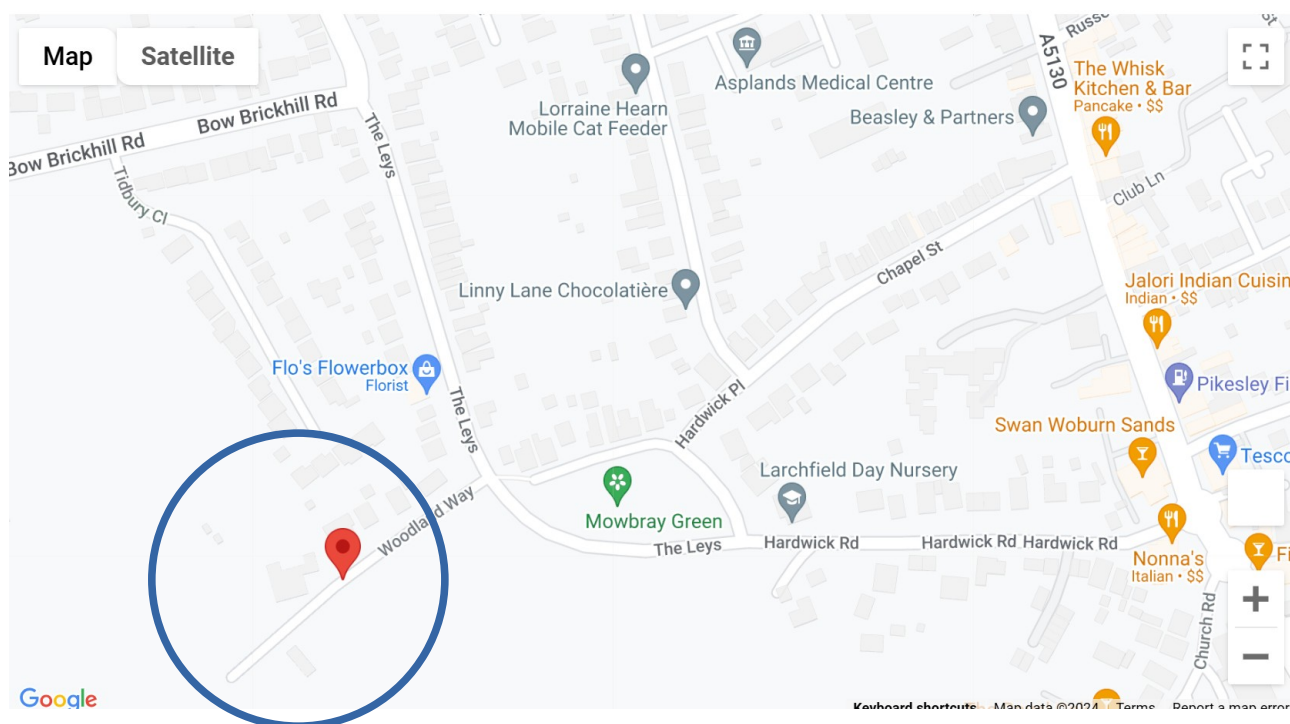 Map
Satellite
Russe
St
A5130
The Whisk
Kitchen & Bar
Pancake • $$
Asplands Medical Centre
Lorraine Hearn
Mobile Cat Feeder
Beasley & Partners
Bow Brickhill Rd
Bow Brickhill Rd
The Leys
Tidbury Cl
Club Ln
Chapel St
Linny Lane Chocolatière
Jalori Indian Cuisin
Indian • $$
Flo's Flowerbox
Florist
Pikesley Fi
The Leys
Hardwick Pl
Swan Woburn Sands
Tesco
Larchfield Day Nursery
Woodland Way
Mowbray Green
The Leys
Hardwick Rd
Hardwick Rd
Hardwick Rd
Nonna's
Italian • $$
Fi
Church Rd
Google
Keyboard shortcuts
Map data ©2024
Terms
Report a map error